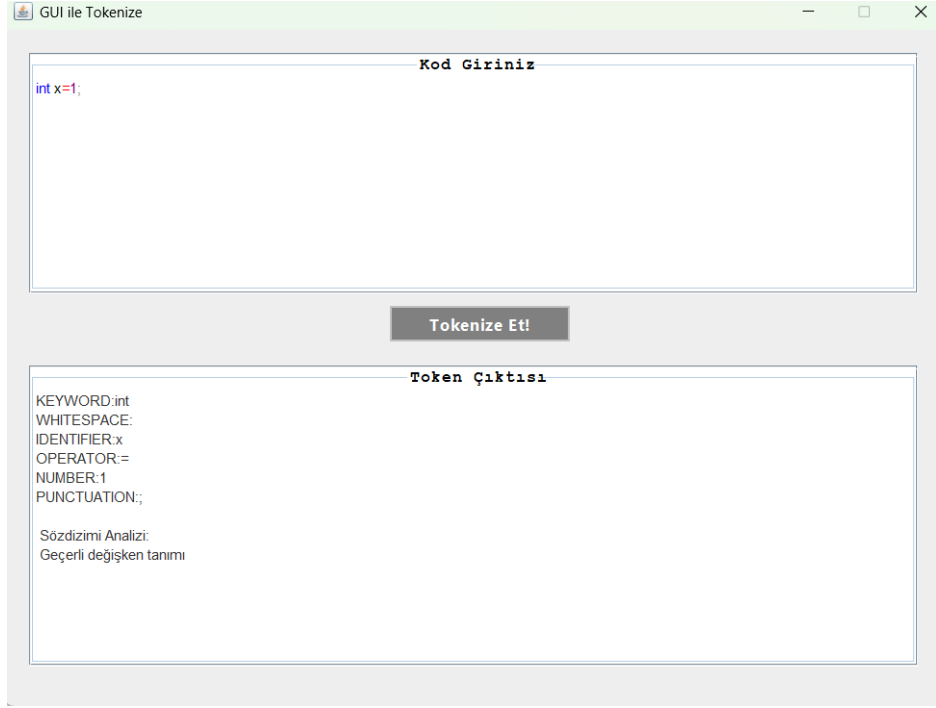 GUI ile Tokenize
Kod Giriniz
int x=1;
Tokenize Et!
Token Çıktısı
KEYWORD:int
WHITESPACE:
IDENTIFIER:x
OPERATOR:=
NUMBER:1
PUNCTUATION:;
Sözdizimi Analizi:
Geçerli değişken tanımı